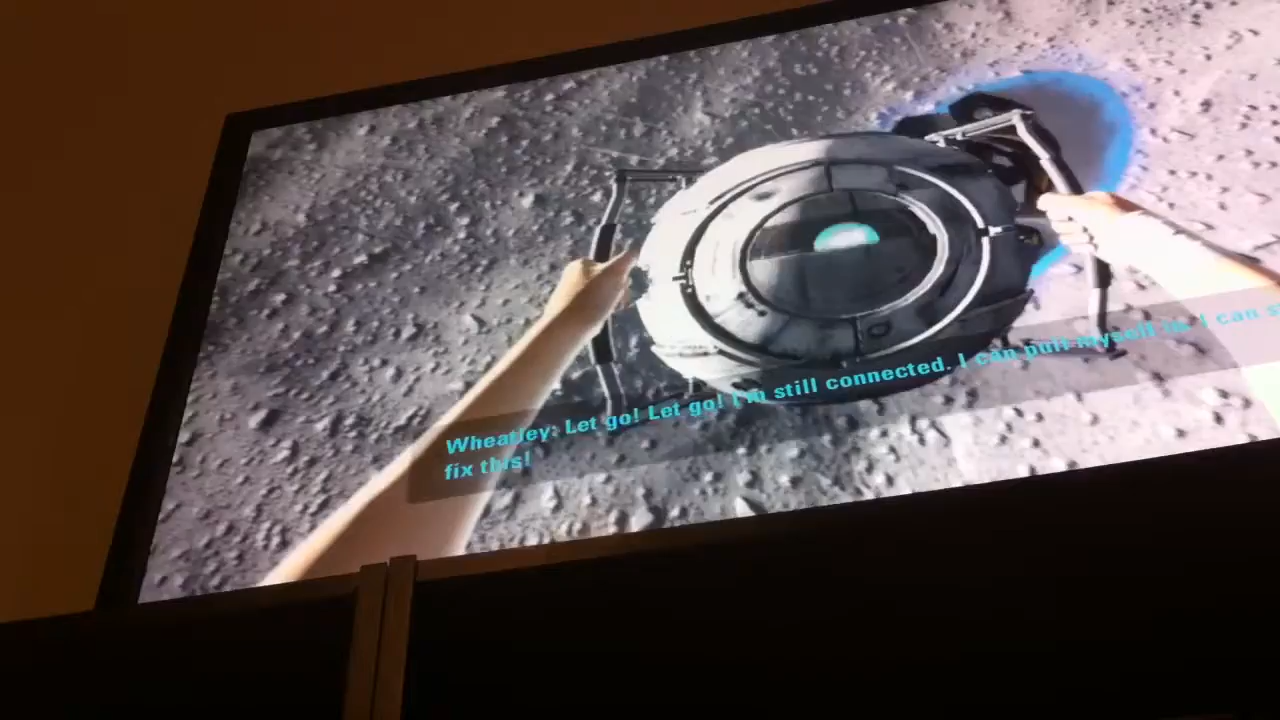 Wheatley: Let go! Let go! I'm still connected. I can pull myself in. I can
fix this!